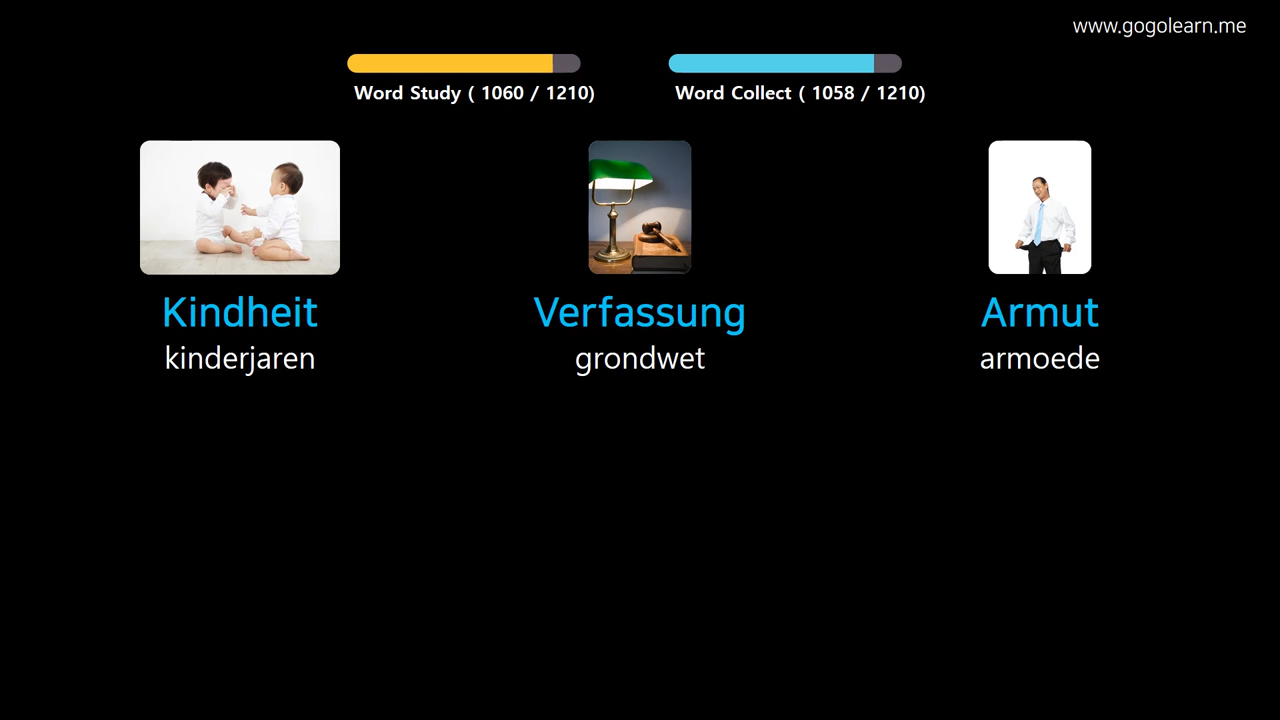 www.gogolearn.me
Word Study ( 1060 / 1210)
Word Collect ( 1058 / 1210)
Kindheit
kinderjaren
Verfassung
grondwet
Armut
armoede